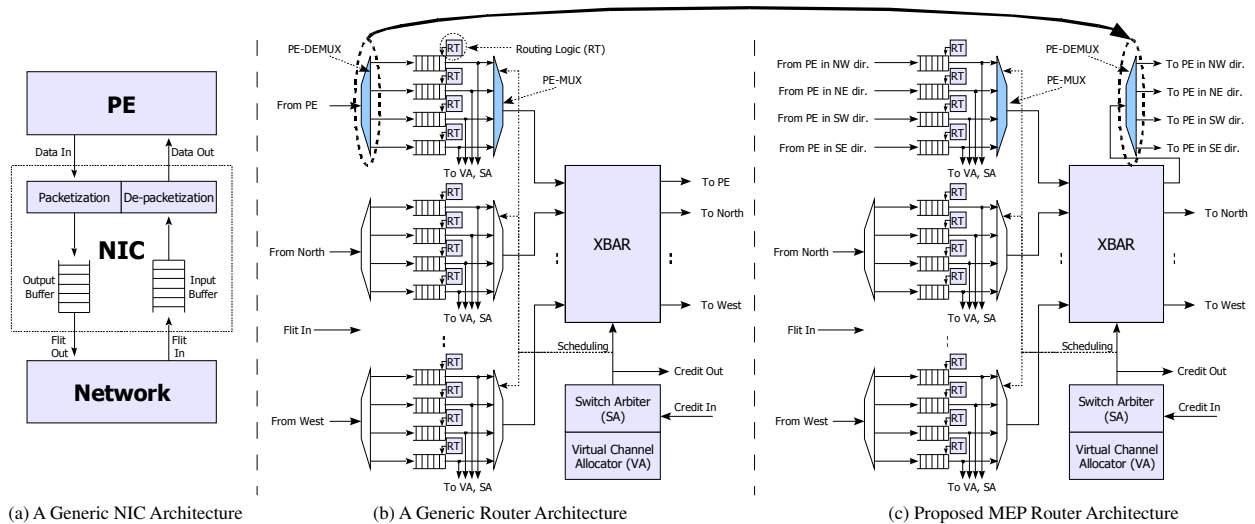 PE
Data In
Data Out
Packetization
De-packetization
NIC
Output
Buffer
Input
Buffer
Flit
Out
Flit
In
Network
(a) A Generic NIC Architecture
PE-DEMUX
RT
Routing Logic (RT)
RT
PE-MUX
From PE
RT
RT
To VA, SA
To PE
RT
RT
To North
XBAR
From North
RT
RT
To VA, SA
To West
Flit In
Scheduling
RT
Credit Out
RT
Switch Arbiter
(SA)
Credit In
From West
RT
RT
Virtual Channel
Allocator (VA)
To VA, SA
(b) A Generic Router Architecture
RT
PE-DEMUX
From PE in NW dir.
To PE in NW dir.
RT
PE-MUX
From PE in NE dir.
To PE in NE dir.
RT
From PE in SW dir.
To PE in SW dir.
RT
From PE in SE dir.
To PE in SE dir.
To VA, SA
RT
RT
To North
XBAR
From North
RT
RT
To VA, SA
To West
Flit In
Scheduling
RT
Credit Out
RT
Switch Arbiter
(SA)
Credit In
From West
RT
RT
Virtual Channel
Allocator (VA)
To VA, SA
(c) Proposed MEP Router Architecture